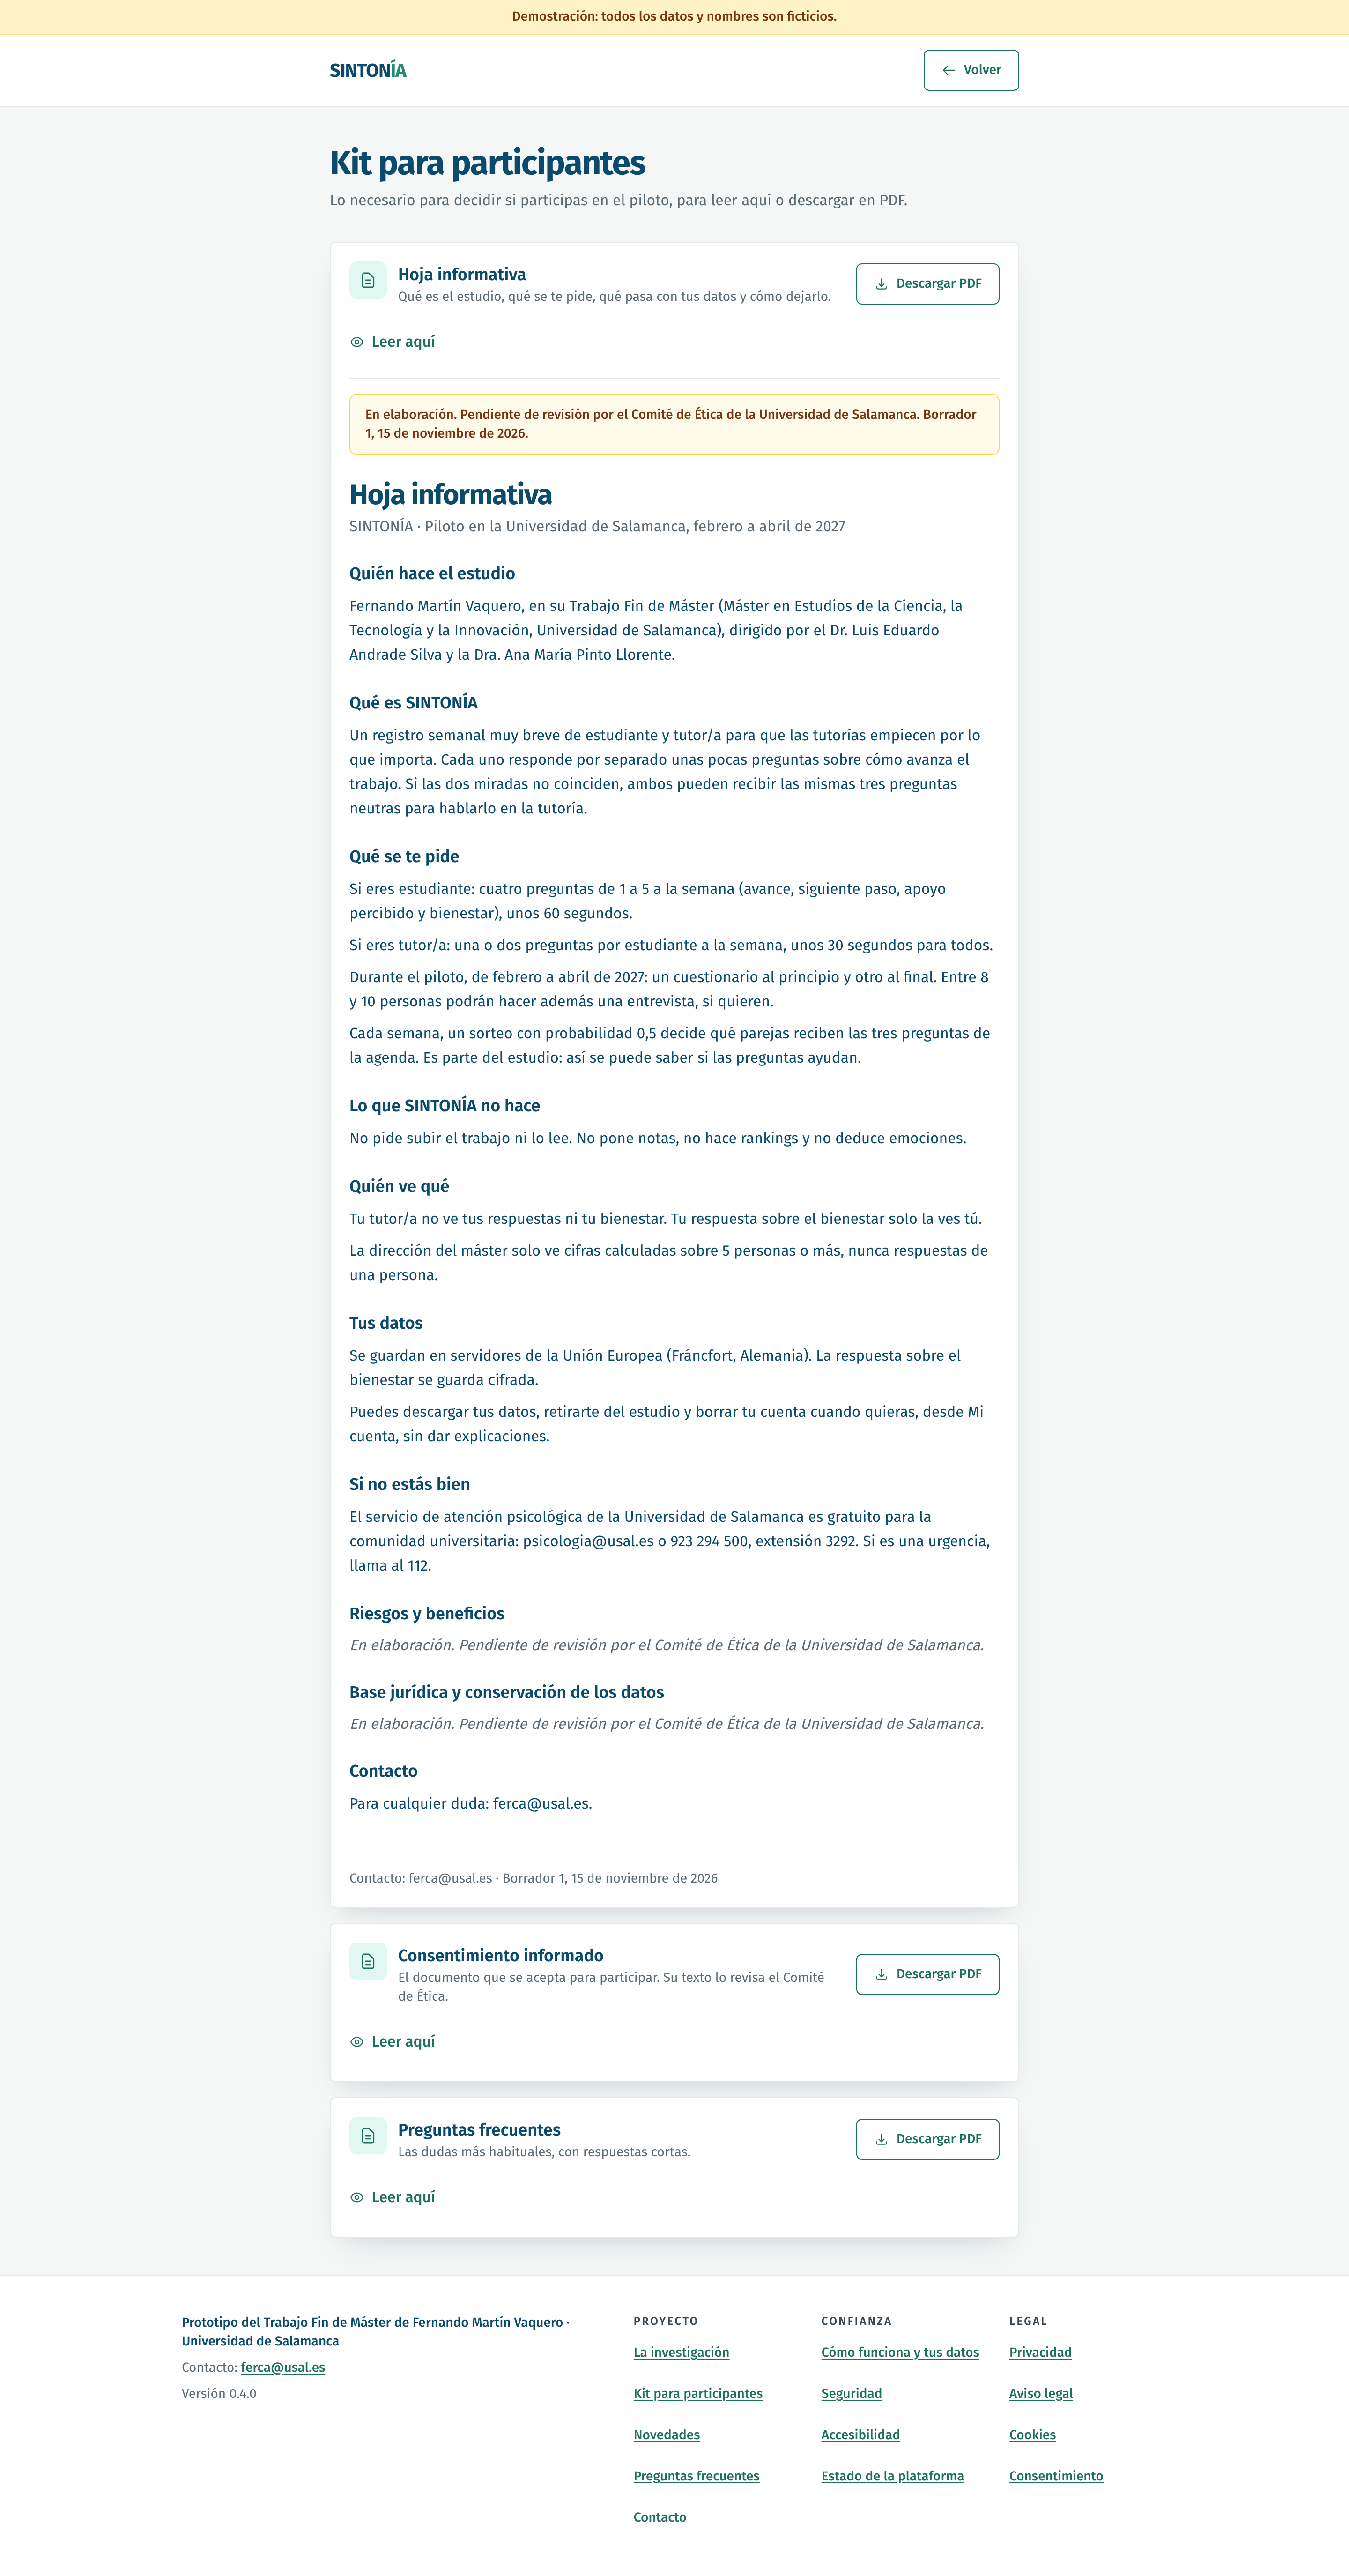 Demostración: todos los datos y nombres son ficticios.
SINTONÍA
Volver
Kit para participantes
Lo necesario para decidir si participas en el piloto, para leer aquí o descargar en PDF.
Hoja informativa
Qué es el estudio, qué se te pide, qué pasa con tus datos y cómo dejarlo.
Descargar PDF
Leer aquí
En elaboración. Pendiente de revisión por el Comité de Ética de la Universidad de Salamanca. Borrador
1, 15 de noviembre de 2026.
Hoja informativa
SINTONÍA · Piloto en la Universidad de Salamanca, febrero a abril de 2027
Quién hace el estudio
Fernando Martín Vaquero, en su Trabajo Fin de Máster (Máster en Estudios de la Ciencia, la
Tecnología y la Innovación, Universidad de Salamanca), dirigido por el Dr. Luis Eduardo
Andrade Silva y la Dra. Ana María Pinto Llorente.
Qué es SINTONÍA
Un registro semanal muy breve de estudiante y tutor/a para que las tutorías empiecen por lo
que importa. Cada uno responde por separado unas pocas preguntas sobre cómo avanza el
trabajo. Si las dos miradas no coinciden, ambos pueden recibir las mismas tres preguntas
neutras para hablarlo en la tutoría.
Qué se te pide
Si eres estudiante: cuatro preguntas de 1 a 5 a la semana (avance, siguiente paso, apoyo
percibido y bienestar), unos 60 segundos.
Si eres tutor/a: una o dos preguntas por estudiante a la semana, unos 30 segundos para todos.
Durante el piloto, de febrero a abril de 2027: un cuestionario al principio y otro al final. Entre 8
y 10 personas podrán hacer además una entrevista, si quieren.
Cada semana, un sorteo con probabilidad 0,5 decide qué parejas reciben las tres preguntas de
la agenda. Es parte del estudio: así se puede saber si las preguntas ayudan.
Lo que SINTONÍA no hace
No pide subir el trabajo ni lo lee. No pone notas, no hace rankings y no deduce emociones.
Quién ve qué
Tu tutor/a no ve tus respuestas ni tu bienestar. Tu respuesta sobre el bienestar solo la ves tú.
La dirección del máster solo ve cifras calculadas sobre 5 personas o más, nunca respuestas de
una persona.
Tus datos
Se guardan en servidores de la Unión Europea (Fráncfort, Alemania). La respuesta sobre el
bienestar se guarda cifrada.
Puedes descargar tus datos, retirarte del estudio y borrar tu cuenta cuando quieras, desde Mi
cuenta, sin dar explicaciones.
Si no estás bien
El servicio de atención psicológica de la Universidad de Salamanca es gratuito para la
comunidad universitaria: psicologia@usal.es o 923 294 500, extensión 3292. Si es una urgencia,
llama al 112.
Riesgos y beneficios
En elaboración. Pendiente de revisión por el Comité de Ética de la Universidad de Salamanca.
Base jurídica y conservación de los datos
En elaboración. Pendiente de revisión por el Comité de Ética de la Universidad de Salamanca.
Contacto
Para cualquier duda: ferca@usal.es.
Contacto: ferca@usal.es · Borrador 1, 15 de noviembre de 2026
Consentimiento informado
El documento que se acepta para participar. Su texto lo revisa el Comité
de Ética.
Descargar PDF
Leer aquí
Preguntas frecuentes
Las dudas más habituales, con respuestas cortas.
Descargar PDF
Leer aquí
Prototipo del Trabajo Fin de Máster de Fernando Martín Vaquero ·
Universidad de Salamanca
Contacto: ferca@usal.es
Versión 0.4.0
PROYECTO
La investigación
Kit para participantes
Novedades
Preguntas frecuentes
Contacto
CONFIANZA
Cómo funciona y tus datos
Seguridad
Accesibilidad
Estado de la plataforma
LEGAL
Privacidad
Aviso legal
Cookies
Consentimiento